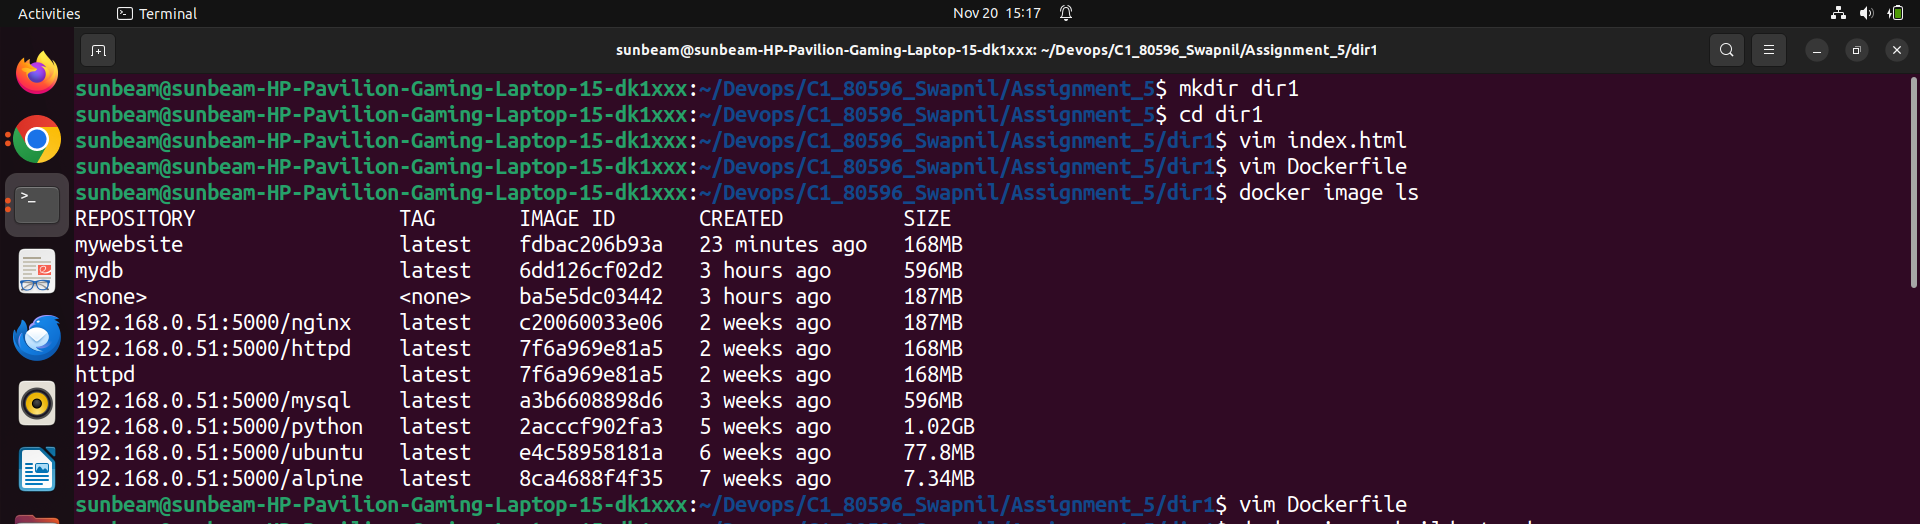 Activities Terminal Nov 20 15:17
sunbeam@sunbeam-HP-Pavilion-Gaming-Laptop-15-dk1xxx: ~/Devops/C1_80596_Swapnil/Assignment_5/dir1
sunbeam@sunbeam-HP-Pavilion-Gaming-Laptop-15-dk1xxx:~/Devops/C1_80596_Swapnil/Assignment_5$ mkdir dir1
sunbeam@sunbeam-HP-Pavilion-Gaming-Laptop-15-dk1xxx:~/Devops/C1_80596_Swapnil/Assignment_5$ cd dir1
sunbeam@sunbeam-HP-Pavilion-Gaming-Laptop-15-dk1xxx:~/Devops/C1_80596_Swapnil/Assignment_5/dir1$ vim index.html
sunbeam@sunbeam-HP-Pavilion-Gaming-Laptop-15-dk1xxx:~/Devops/C1_80596_Swapnil/Assignment_5/dir1$ vim Dockerfile
sunbeam@sunbeam-HP-Pavilion-Gaming-Laptop-15-dk1xxx:~/Devops/C1_80596_Swapnil/Assignment_5/dir1$ docker image ls
REPOSITORY TAG IMAGE ID CREATED SIZE
mywebsite latest fdbac206b93a 23 minutes ago 168MB
mydb latest 6dd126cf02d2 3 hours ago 596MB
<none> <none> ba5e5dc03442 3 hours ago 187MB
192.168.0.51:5000/nginx latest c20060033e06 2 weeks ago 187MB
192.168.0.51:5000/httpd latest 7f6a969e81a5 2 weeks ago 168MB
httpd latest 7f6a969e81a5 2 weeks ago 168MB
192.168.0.51:5000/mysql latest a3b6608898d6 3 weeks ago 596MB
192.168.0.51:5000/python latest 2acccf902fa3 5 weeks ago 1.02GB
192.168.0.51:5000/ubuntu latest e4c58958181a 6 weeks ago 77.8MB
192.168.0.51:5000/alpine latest 8ca4688f4f35 7 weeks ago 7.34MB
sunbeam@sunbeam-HP-Pavilion-Gaming-Laptop-15-dk1xxx:~/Devops/C1_80596_Swapnil/Assignment_5/dir1$ vim Dockerfile